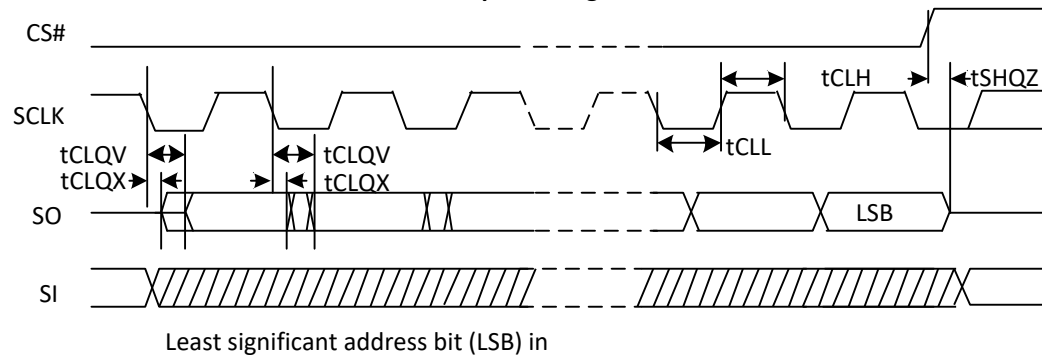 CS#
tCLH
tSHQZ
SCLK
tCLQV
tCLQV
tCLL
tCLQX
tCLQX
SO
LSB
SI
Least significant address bit (LSB) in